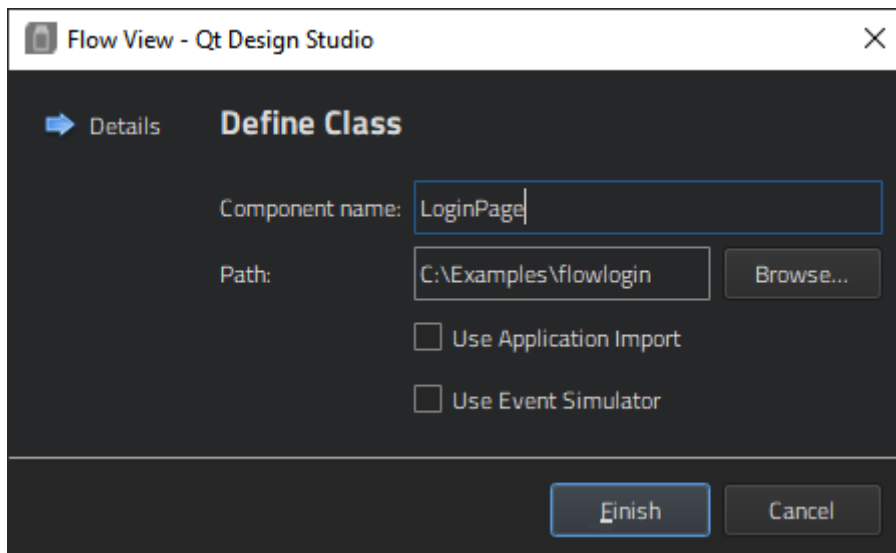 Flow View - Qt Design Studio
Details
Define Class
Component name: LoginPage
Path: C:\Examples\flowlogin Browse...
Use Application Import
Use Event Simulator
Finish Cancel